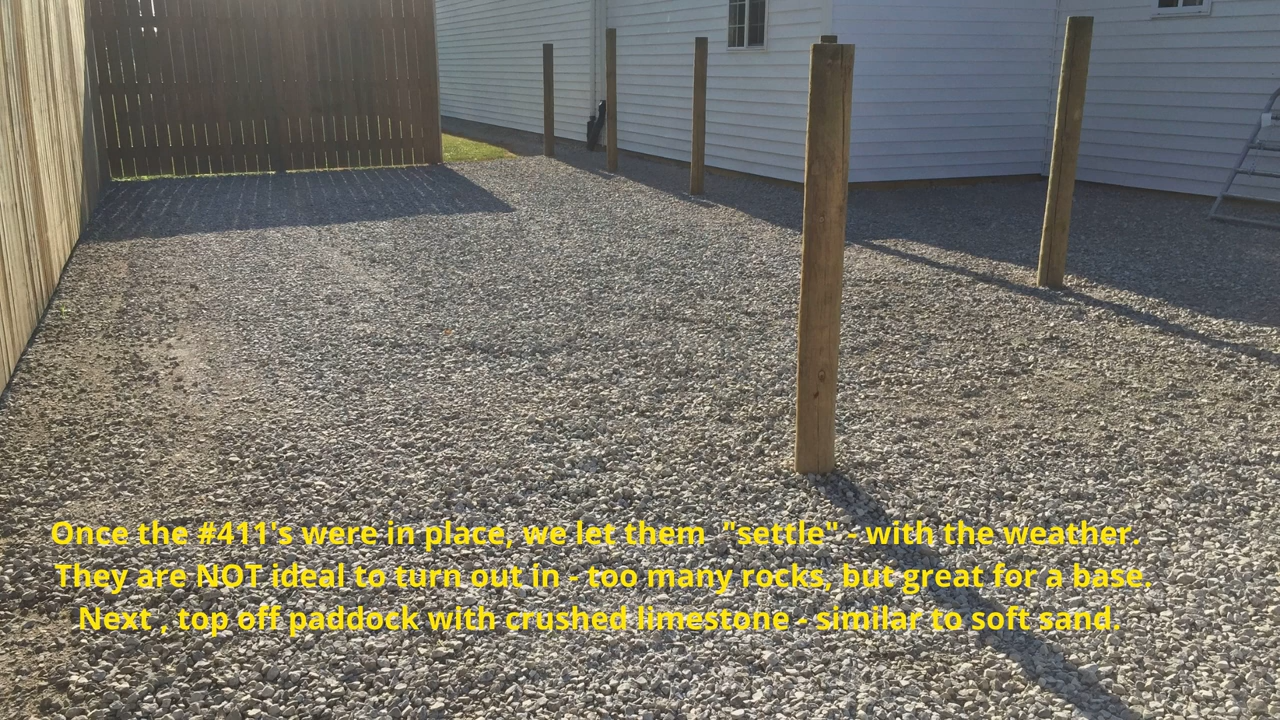 Once the #411's were in place, we let them  "settle" - with the weather.
They are NOT ideal to turn out in - too many rocks, but great for a base.
Next , top off paddock with crushed limestone - similar to soft sand.